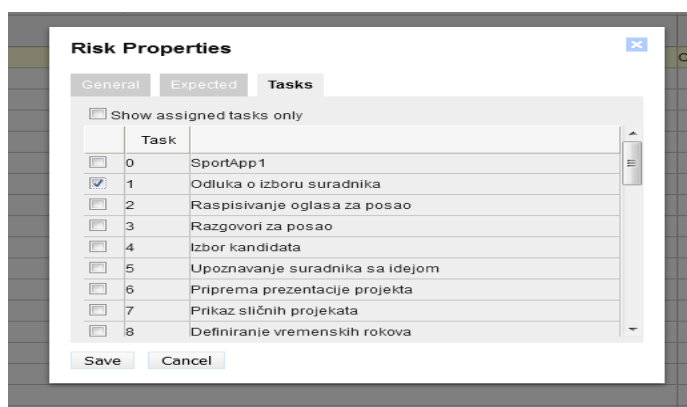 Risk Properties
General Expected Tasks
Show assigned tasks only
Task
0 SportApp1
1 Odluka o izboru suradnika
2 Raspisivanje oglasa za posao
3 Razgovori za posao
4 Izbor kandidata
5 Upoznavanje suradnika sa idejom
6 Priprema prezentacije projekta
7 Prikaz sličnih projekata
8 Definiranje vremenskih rokova
Save Cancel